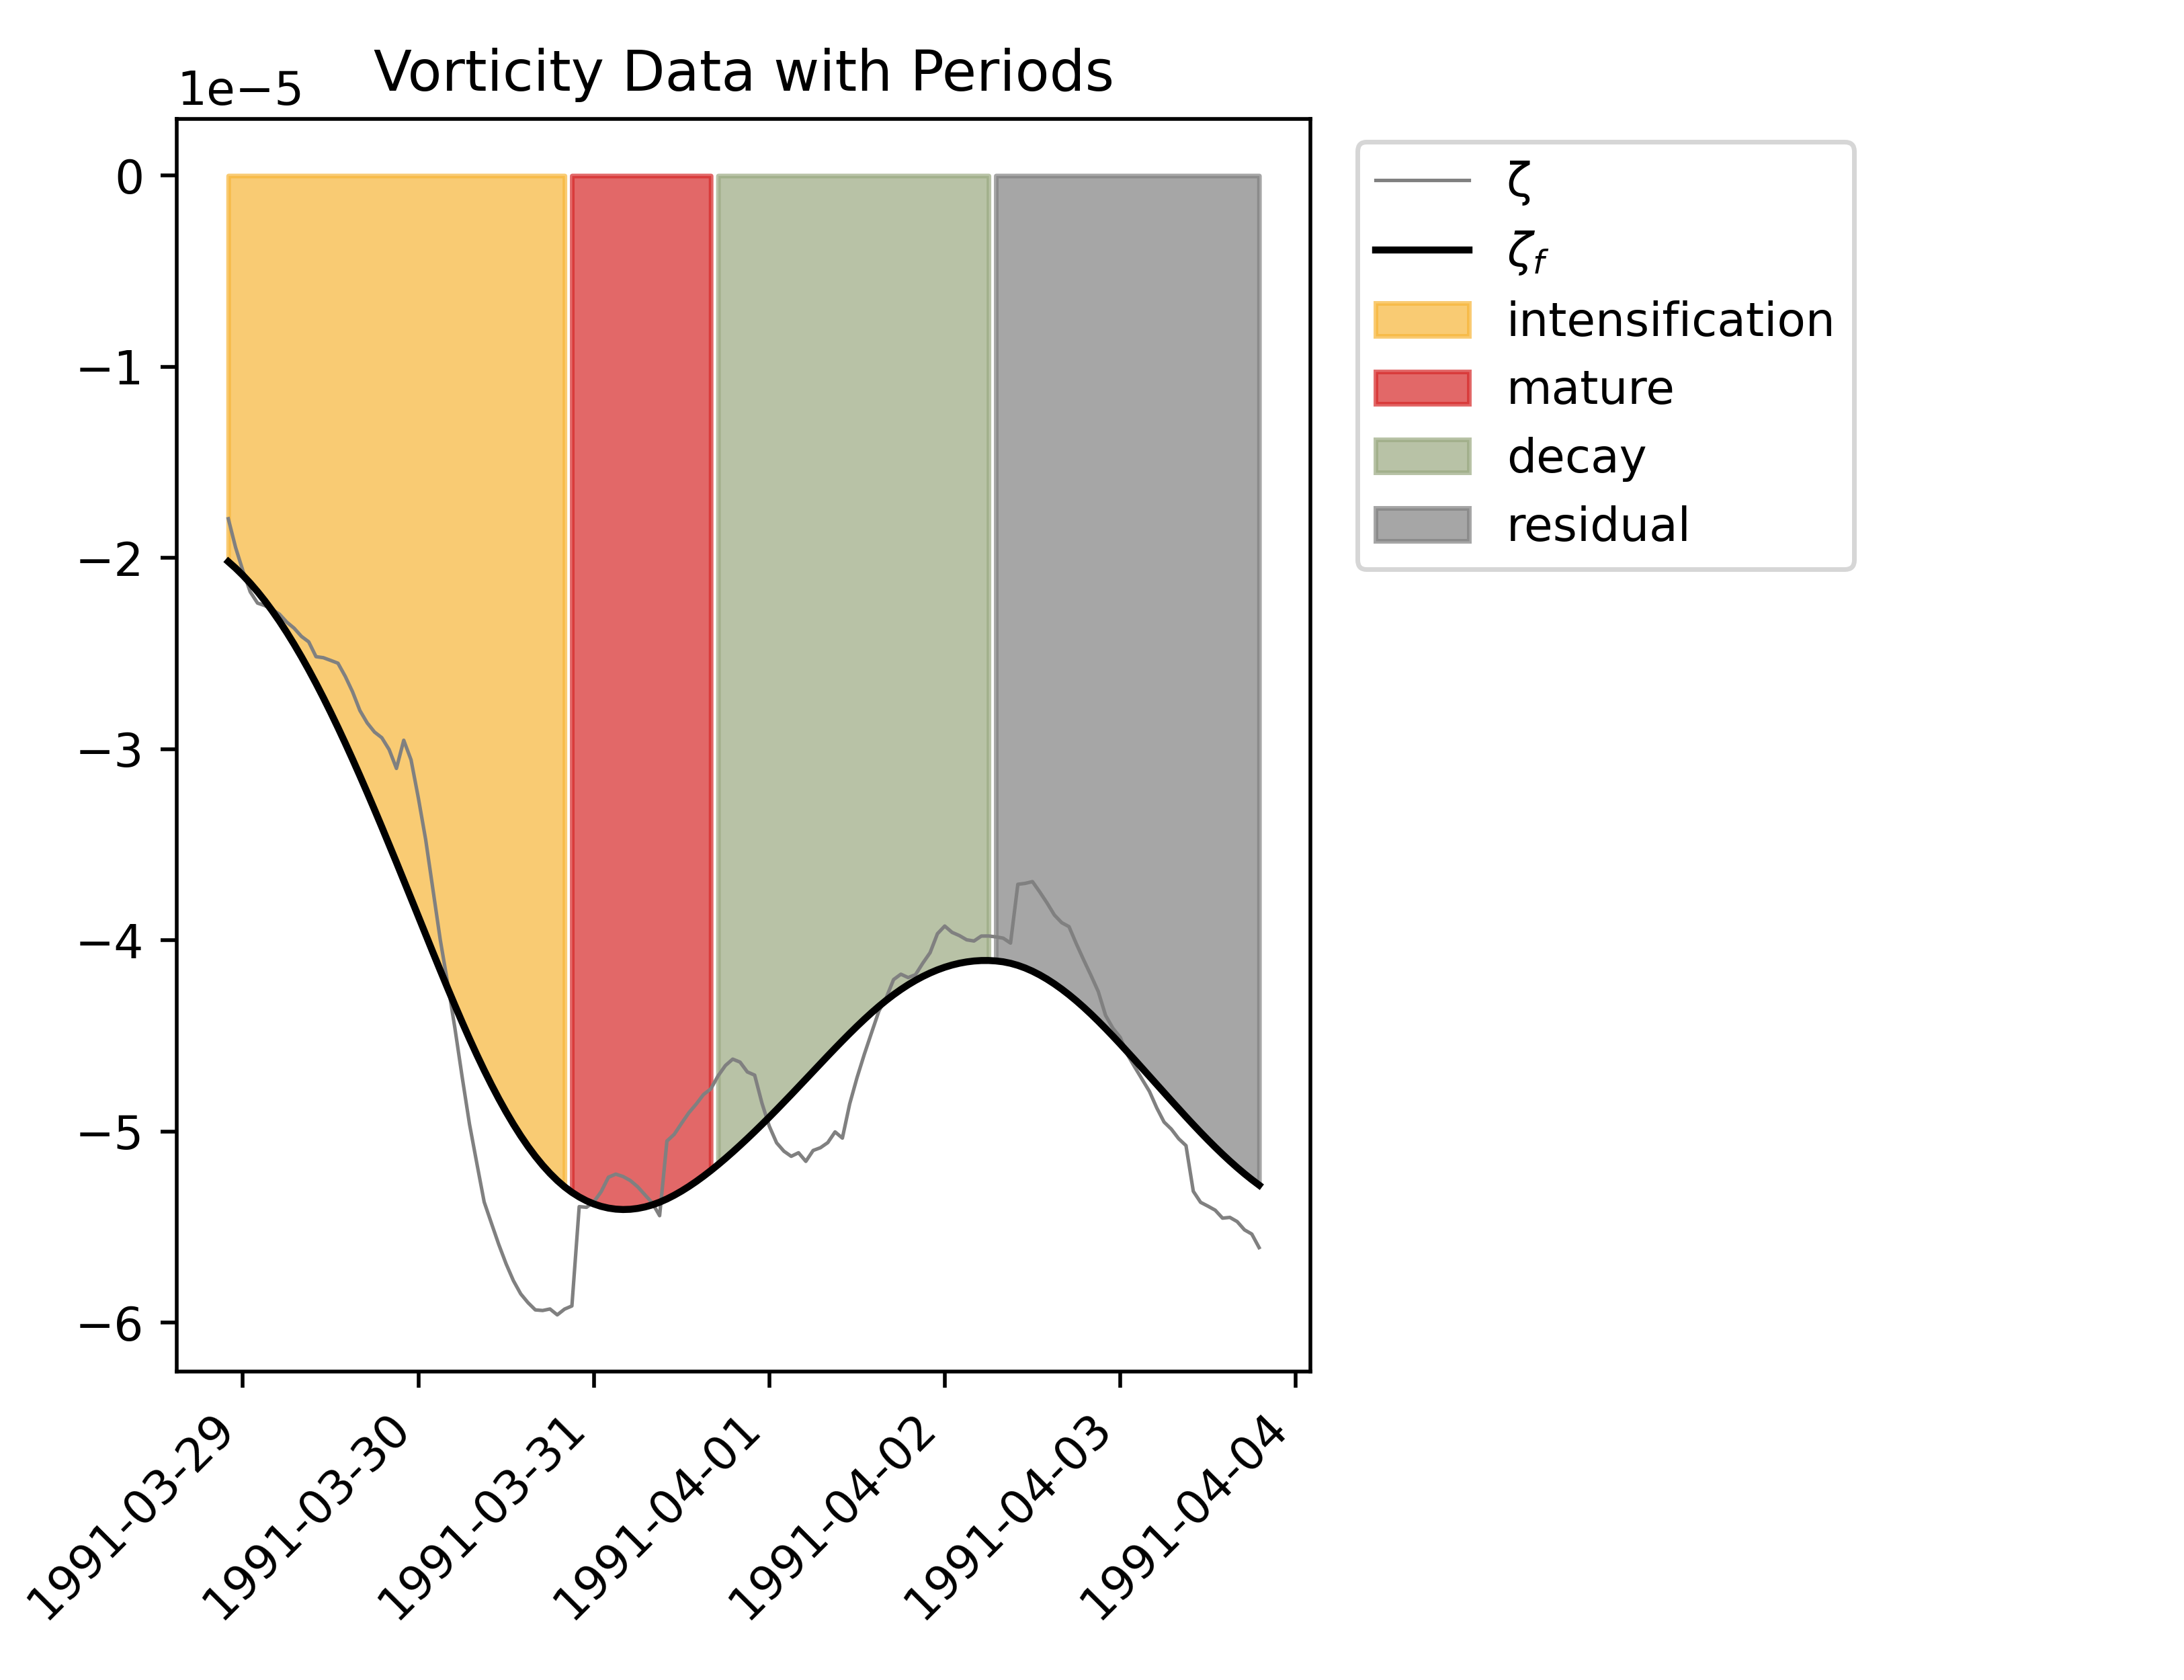 Vorticity Data with Periods
1e−5
0
−1
−2
−3
−4
−5
−6
1991-03-29
1991-03-30
1991-03-31
1991-04-01
1991-04-02
1991-04-03
1991-04-04
ζ
ζf
intensification
mature
decay
residual